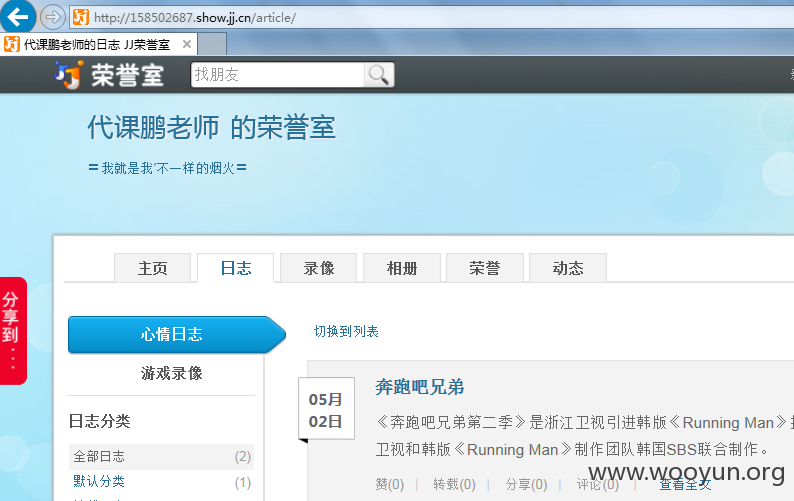 http://158502687.show.jj.cn/article/
代课鹏老师的日志 JJ荣誉室
荣誉室 找朋友
代课鹏老师 的荣誉室
〓我就是我‘不一样的烟火〓
主页 日志 录像 相册 荣誉 动态
分享到 ...
心情日志
切换到列表
游戏录像
05月
02日
奔跑吧兄弟
日志分类
《奔跑吧兄弟第二季》是浙江卫视引进韩版《Running Man》
卫视和韩版《Running Man》制作团队韩国SBS联合制作。
全部日志 (2)
默认分类 (1)
赞(0) | 转载(0) | 分享(0) | 评论(0) | 查看全文
www.wooyun.org